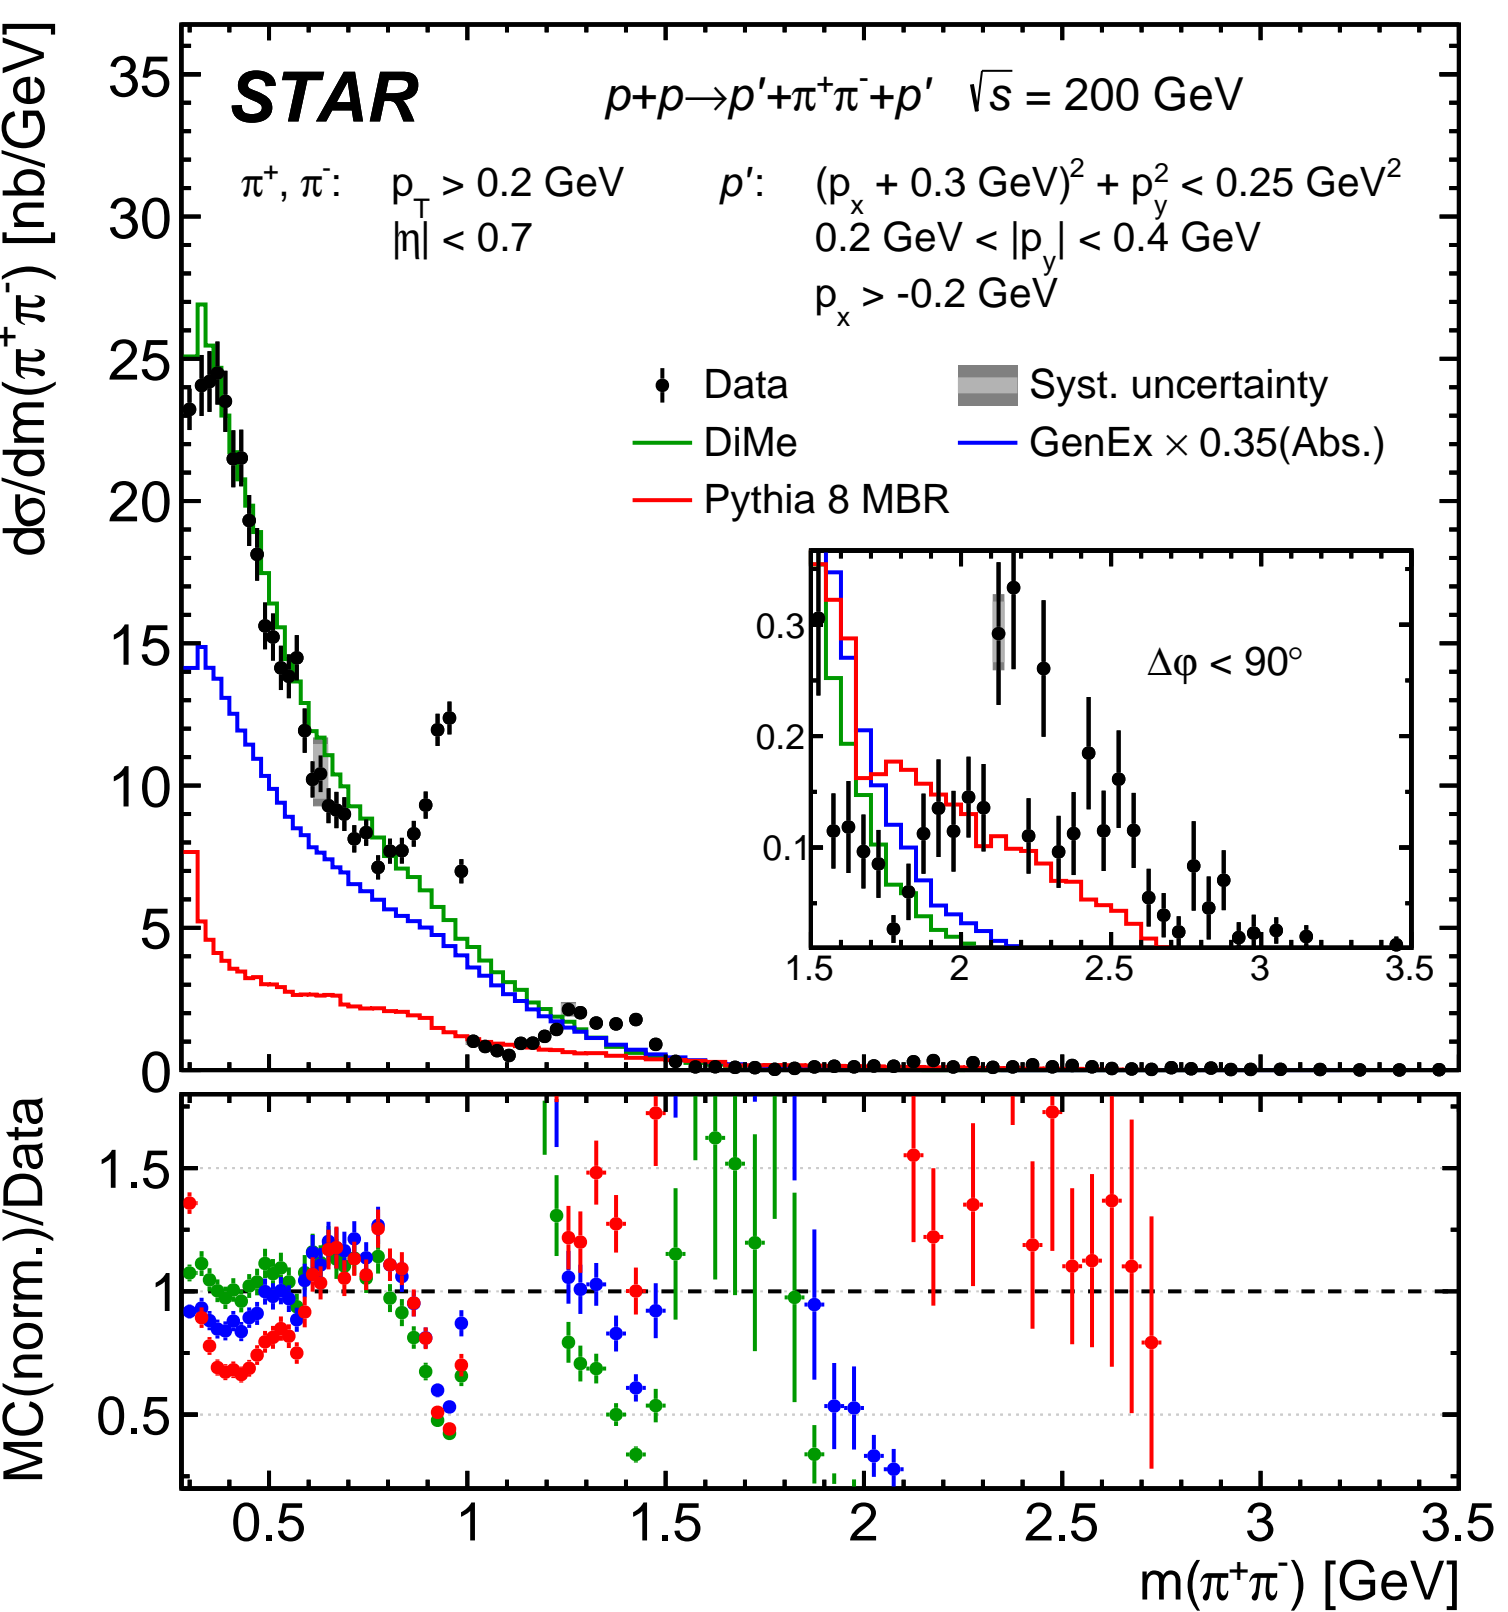 STAR p+p→p′+π⁺π⁻+p′ √s = 200 GeV
π⁺, π⁻: p_T > 0.2 GeV p′: (p_x + 0.3 GeV)² + p_y² < 0.25 GeV²
|η| < 0.7 0.2 GeV < |p_y| < 0.4 GeV
p_x > -0.2 GeV
Data Syst. uncertainty
DiMe GenEx × 0.35(Abs.)
Pythia 8 MBR
dσ/dm(π⁺π⁻) [nb/GeV]
35
30
25
20
15
10
5
0
Δφ < 90°
0.3
0.2
0.1
1.5 2 2.5 3 3.5
MC(norm.)/Data
1.5
1
0.5
0.5 1 1.5 2 2.5 3 3.5
m(π⁺π⁻) [GeV]